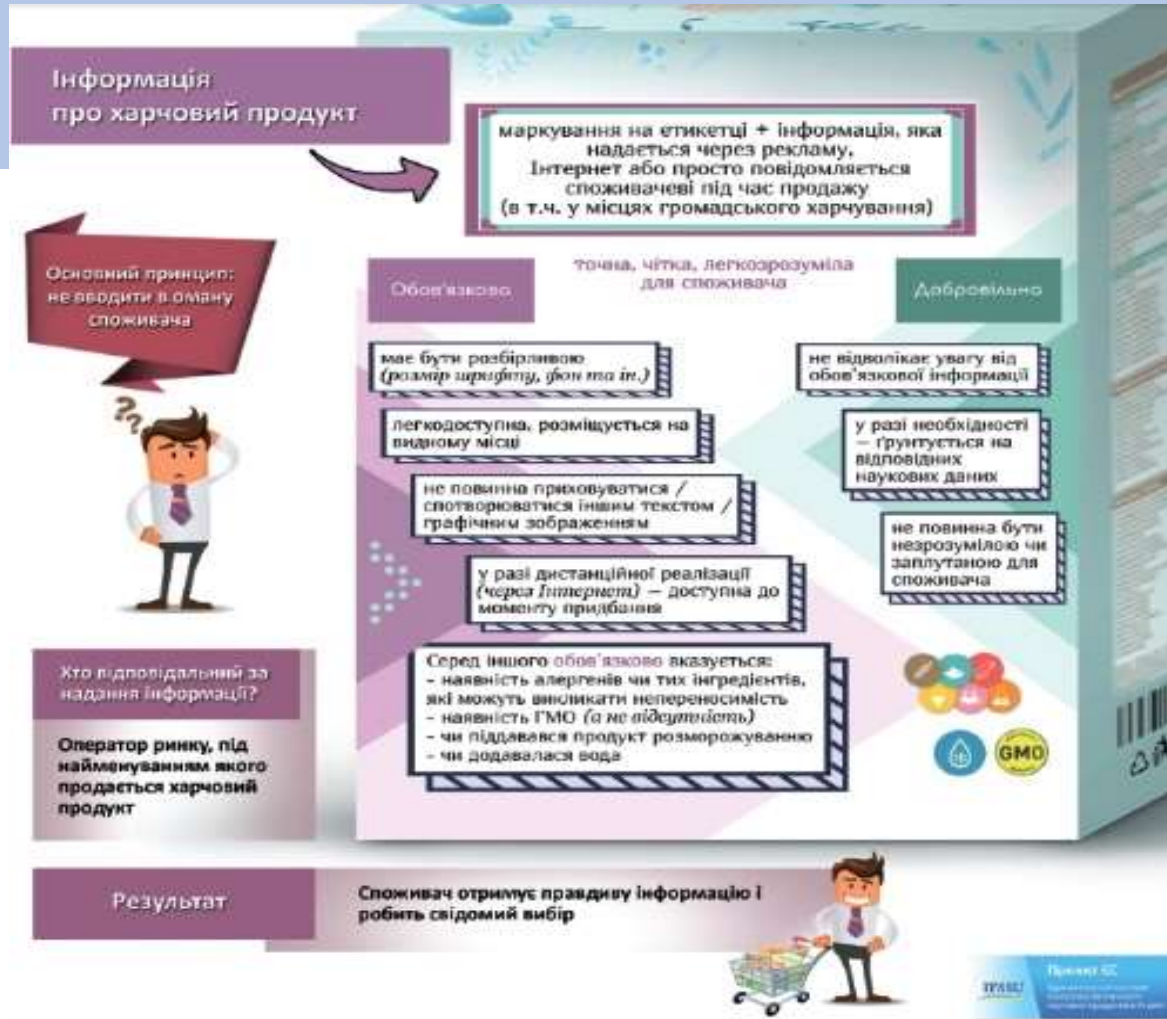 Інформація
про харчовий продукт
маркування на етикетці + інформація, яка
надається через рекламу,
Інтернет або просто повідомляється
споживачеві під час продажу
(в т.ч. у місцях громадського харчування)
Основний принцип:
не вводити в оману
споживача
точна, чітка, легкозрозуміла
для споживача
Обов'язково
має бути розбірливою
(розмір шрифту, фон та ін.)
легкодоступна, розміщується на
видному місці
не повинна приховуватися /
спотворюватися іншим текстом /
графічним зображенням
у разі дистанційної реалізації
(через Інтернет) – доступна до
моменту придбання
Серед іншого обов'язково вказується:
- наявність алергенів чи тих інгредієнтів,
які можуть викликати непереносимість
- наявність ГМО (а не відсутність)
- чи піддавався продукт розморожуванню
- чи додавалася вода
Добровільно
не відволікає увагу від
обов'язкової інформації
у разі необхідності
– ґрунтується на
відповідних
наукових даних
не повинна бути
незрозумілою чи
заплутаною для
споживача
GMO
??
Хто відповідальний за
надання інформації?
Оператор ринку, під
найменуванням якого
продається харчовий
продукт
Результат
Споживач отримує правдиву інформацію і
робить свідомий вибір
Проект ЄС